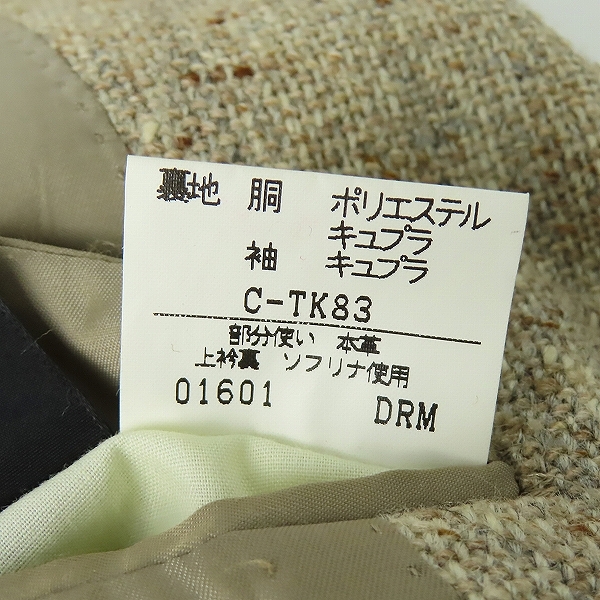 裏地 胴 ポリエステル
キュプラ
袖 キュプラ
C-TK83
部分使い 本革
上衿裏 ソフリナ使用
01601 DRM